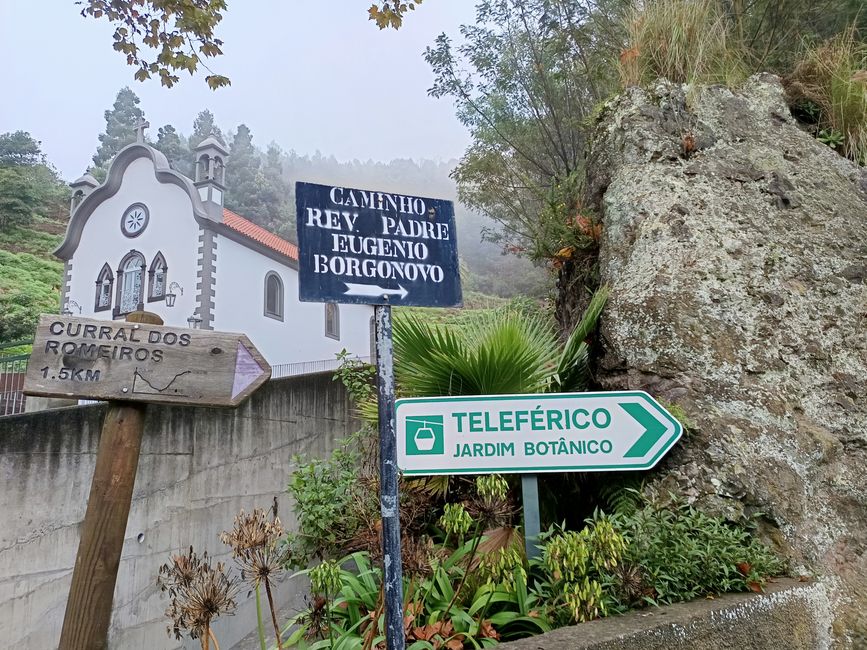 CURRAL DOS
ROMEIROS
1.5KM
CAMINHO
REV. PADRE
EUGENIO
BORGONOVO
TELEFÉRICO
JARDIM BOTÂNICO